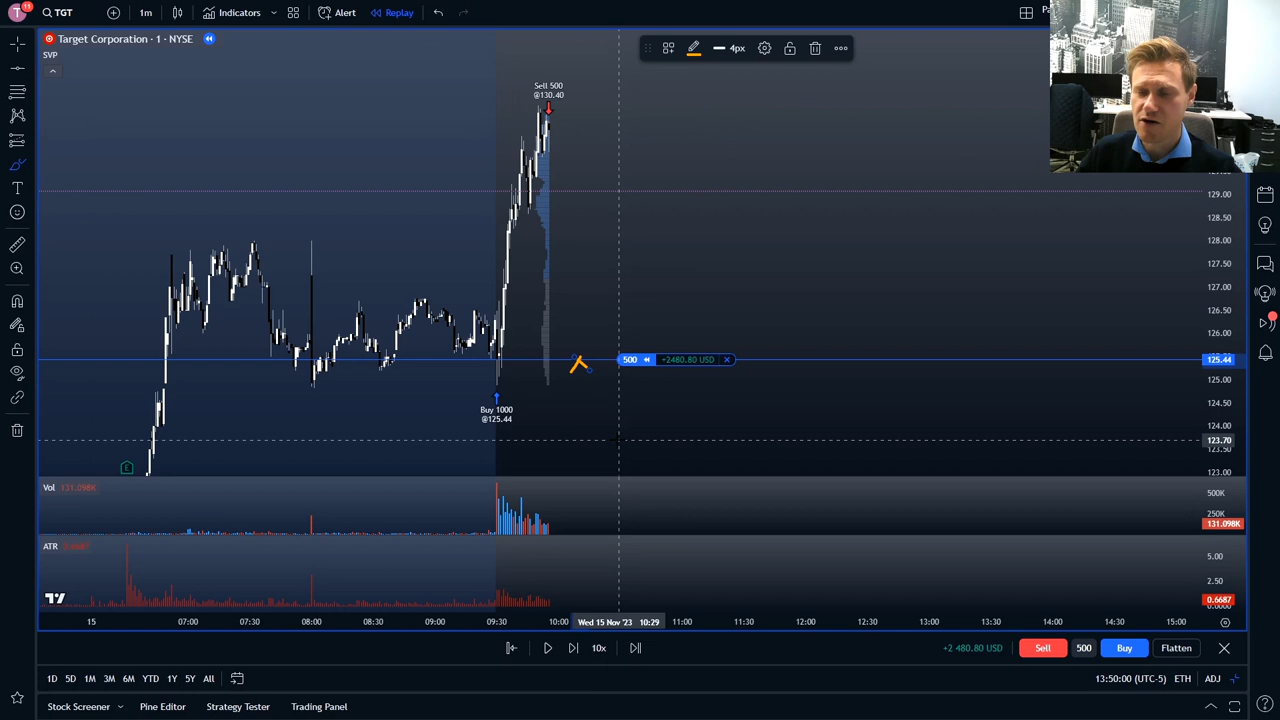 T 11 TGT 1m Indicators Alert Replay
4px
Target Corporation · 1 · NYSE
SVP
Sell 500
@130.40
129.00
128.50
128.00
127.50
127.00
126.50
126.00
500 +2480.80 USD 125.44
125.00
Buy 1000
@125.44
124.50
124.00
123.70
123.50
123.00
E
Vol 131.098K
500K
250K
131.098K
ATR 0.6687
5.00
2.50
0.6687
0.0000
15 07:00 07:30 08:00 08:30 09:00 09:30 10:00 Wed 15 Nov '23 10:29 11:00 11:30 12:00 12:30 13:00 13:30 14:00 14:30 15:00
10x +2 480.80 USD Sell 500 Buy Flatten
1D 5D 1M 3M 6M YTD 1Y 5Y All 13:50:00 (UTC-5) ETH ADJ
Stock Screener Pine Editor Strategy Tester Trading Panel